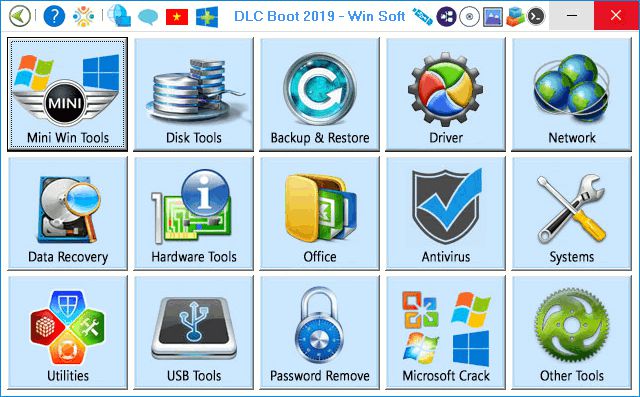 DLC Boot 2019 - Win Soft
MINI
Mini Win Tools
Disk Tools
Backup & Restore
Driver
Network
Data Recovery
Hardware Tools
Office
Antivirus
Systems
Utilities
USB Tools
Password Remove
Microsoft Crack
Other Tools